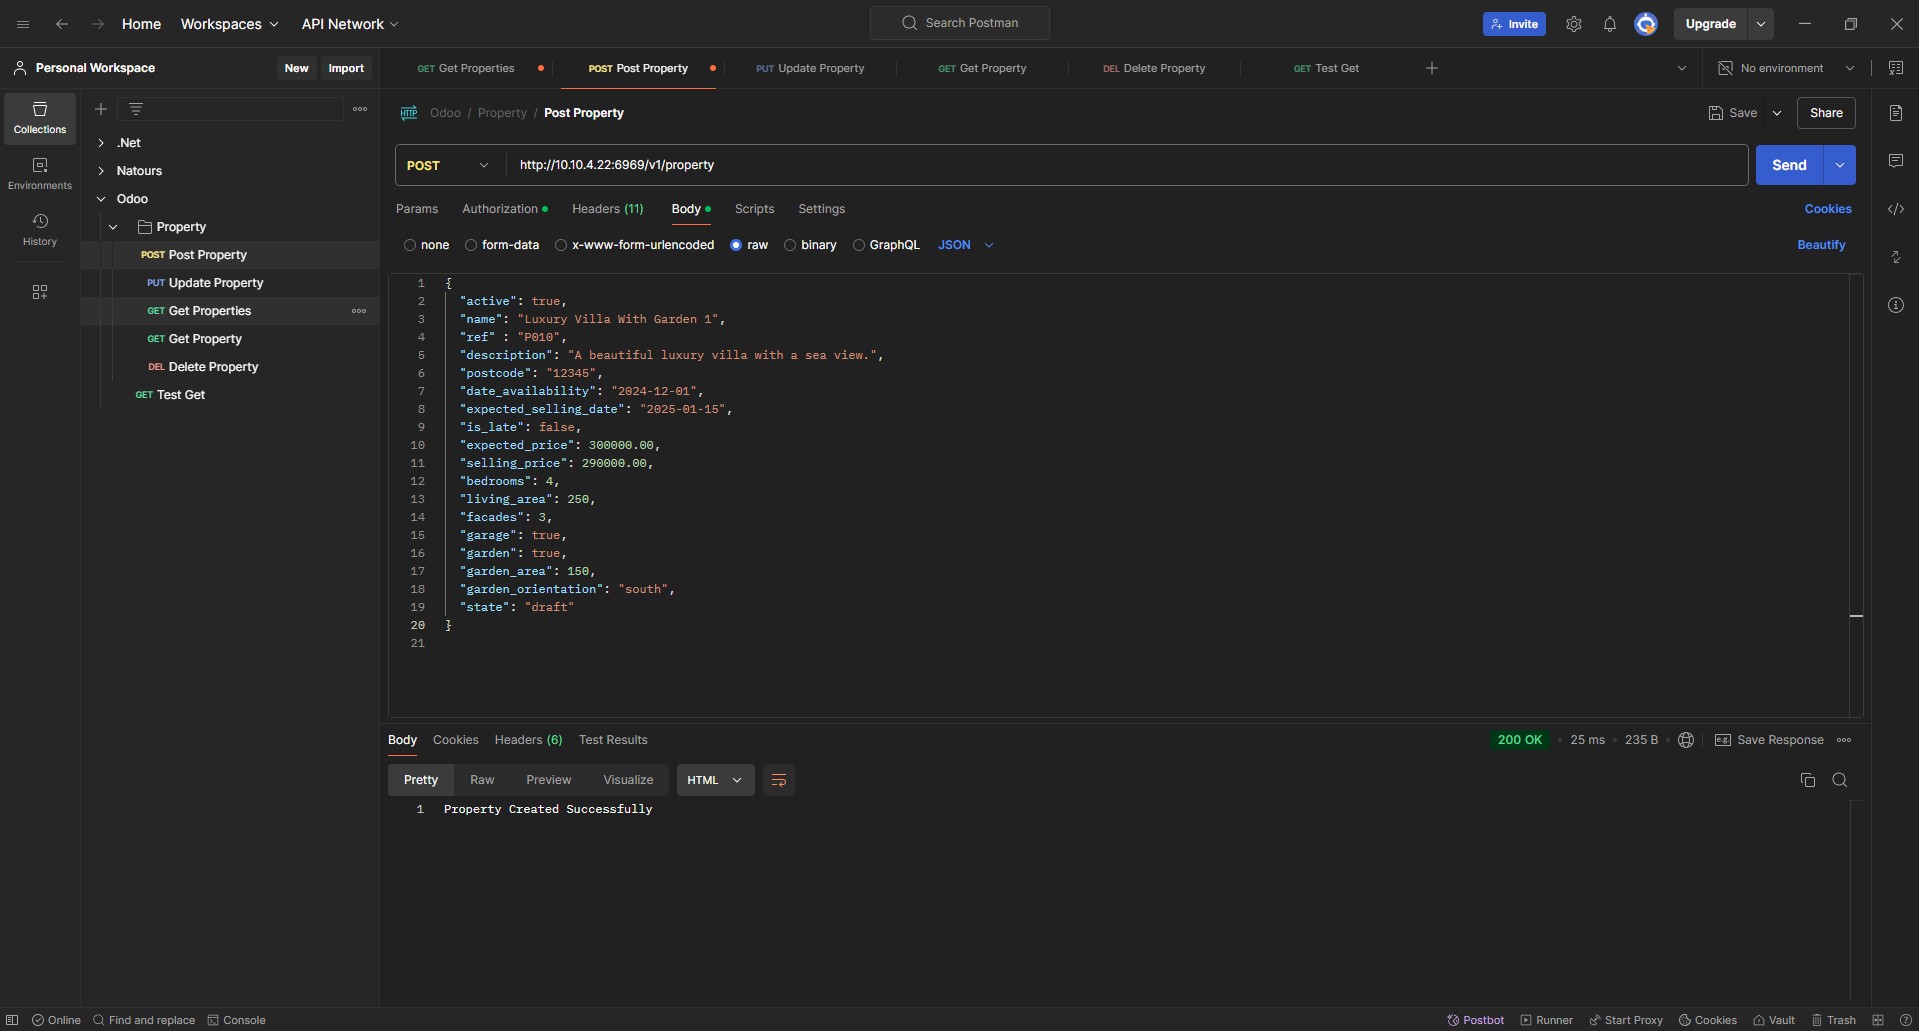 Home
Workspaces
API Network
Search Postman
Invite
Upgrade
Personal Workspace
New
Import
GET Get Properties
POST Post Property
PUT Update Property
GET Get Property
DEL Delete Property
GET Test Get
No environment
Collections
Environments
History
.Net
Natours
Odoo
Property
POST Post Property
PUT Update Property
GET Get Properties
GET Get Property
DEL Delete Property
GET Test Get
HTTP Odoo / Property / Post Property
Save
Share
POST http://10.10.4.22:6969/v1/property
Send
Params Authorization Headers (11) Body Scripts Settings
Cookies
none form-data x-www-form-urlencoded raw binary GraphQL JSON
Beautify
1 {
2 "active": true,
3 "name": "Luxury Villa With Garden 1",
4 "ref" : "P010",
5 "description": "A beautiful luxury villa with a sea view.",
6 "postcode": "12345",
7 "date_availability": "2024-12-01",
8 "expected_selling_date": "2025-01-15",
9 "is_late": false,
10 "expected_price": 300000.00,
11 "selling_price": 290000.00,
12 "bedrooms": 4,
13 "living_area": 250,
14 "facades": 3,
15 "garage": true,
16 "garden": true,
17 "garden_area": 150,
18 "garden_orientation": "south",
19 "state": "draft"
20 }
21
Body Cookies Headers (6) Test Results
200 OK • 25 ms • 235 B
e.g. Save Response
Pretty Raw Preview Visualize HTML
1 Property Created Successfully
Online Find and replace Console
Postbot Runner Start Proxy Cookies Vault Trash